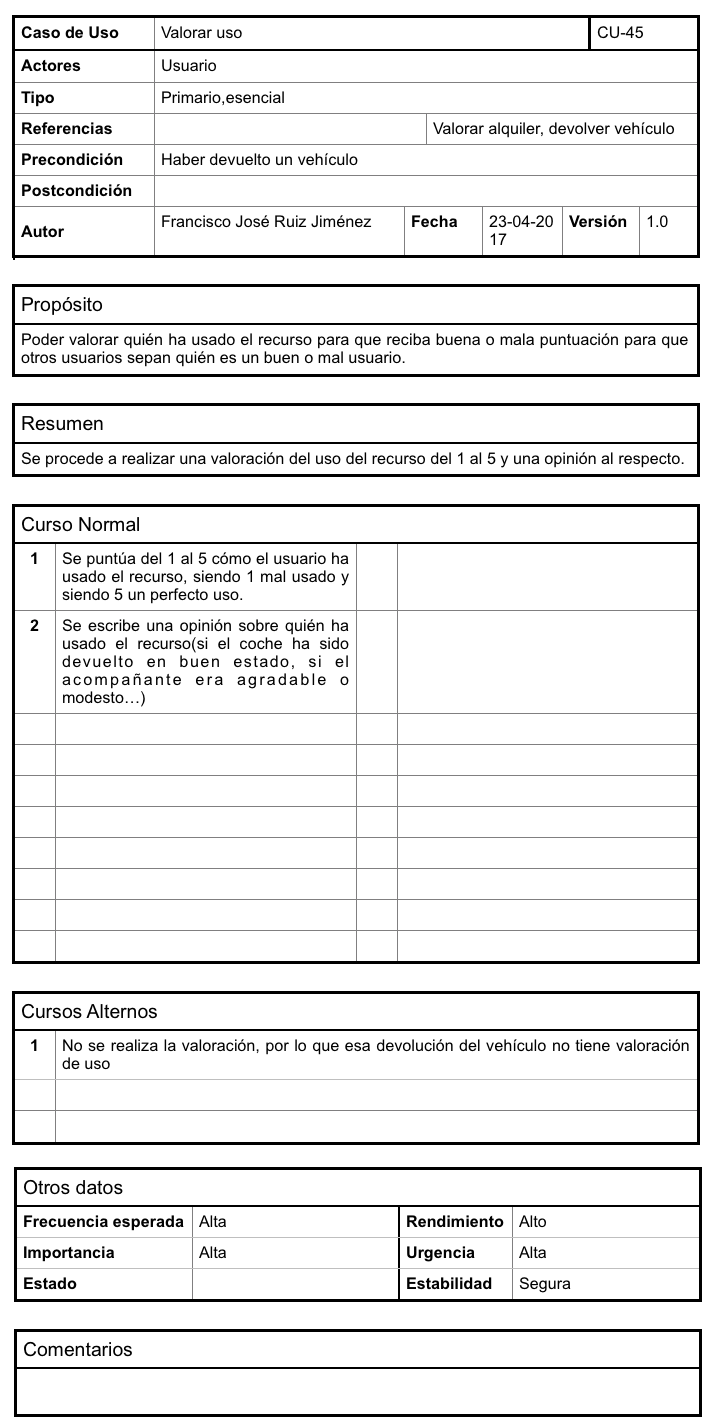 Caso de Uso Valorar uso CU-45
Actores Usuario
Tipo Primario,esencial
Referencias Valorar alquiler, devolver vehículo
Precondición Haber devuelto un vehículo
Postcondición
Autor Francisco José Ruiz Jiménez Fecha 23-04-20 Versión 1.0
17
Propósito
Poder valorar quién ha usado el recurso para que reciba buena o mala puntuación para que
otros usuarios sepan quién es un buen o mal usuario.
Resumen
Se procede a realizar una valoración del uso del recurso del 1 al 5 y una opinión al respecto.
Curso Normal
1 Se puntúa del 1 al 5 cómo el usuario ha
usado el recurso, siendo 1 mal usado y
siendo 5 un perfecto uso.
2 Se escribe una opinión sobre quién ha
usado el recurso(si el coche ha sido
devuelto en buen estado, si el
acompañante era agradable o
modesto…)
Cursos Alternos
1 No se realiza la valoración, por lo que esa devolución del vehículo no tiene valoración
de uso
Otros datos
Frecuencia esperada Alta Rendimiento Alto
Importancia Alta Urgencia Alta
Estado Estabilidad Segura
Comentarios